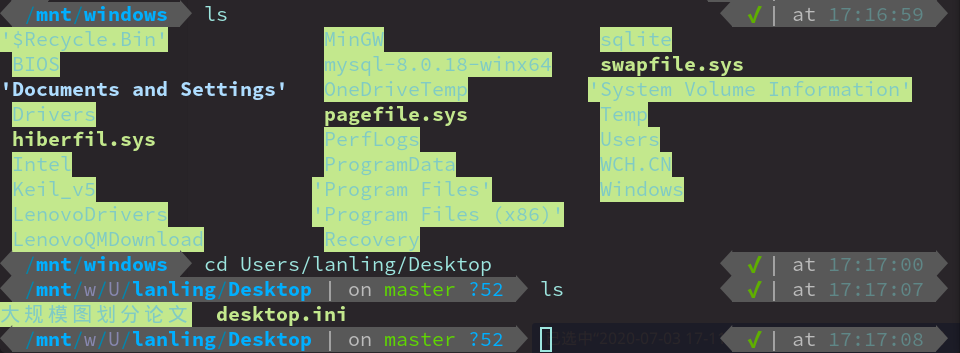 /mnt/windows ls ✓ | at 17:16:59
'$Recycle.Bin' MinGW sqlite
BIOS mysql-8.0.18-winx64 swapfile.sys
'Documents and Settings' OneDriveTemp 'System Volume Information'
Drivers pagefile.sys Temp
hiberfil.sys PerfLogs Users
Intel ProgramData WCH.CN
Keil_v5 'Program Files' Windows
LenovoDrivers 'Program Files (x86)'
LenovoQMDownload Recovery
/mnt/windows cd Users/lanling/Desktop ✓ | at 17:17:00
/mnt/w/U/lanling/Desktop | on master ?52 ls ✓ | at 17:17:07
大规模图划分论文 desktop.ini
/mnt/w/U/lanling/Desktop | on master ?52 已选中"2020-07-03 17-1 ✓ | at 17:17:08